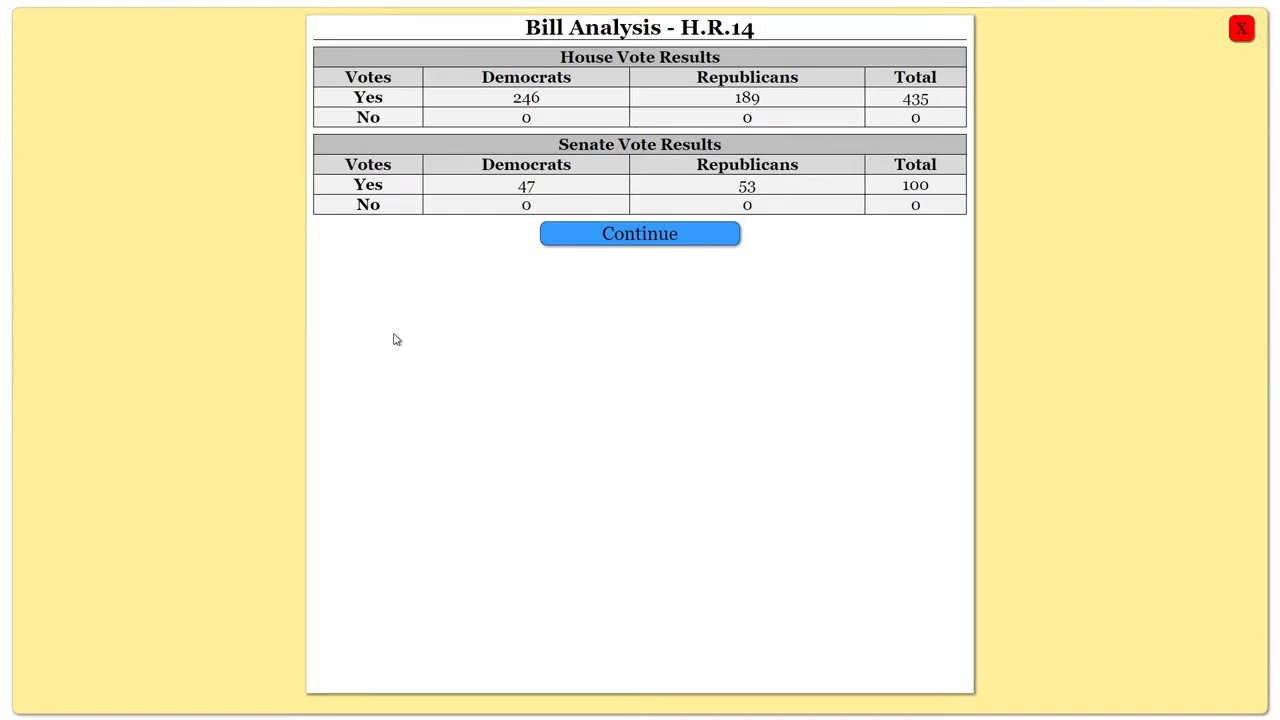 Bill Analysis - H.R.14
X
House Vote Results
Votes Democrats Republicans Total
Yes 246 189 435
No 0 0 0
Senate Vote Results
Votes Democrats Republicans Total
Yes 47 53 100
No 0 0 0
Continue